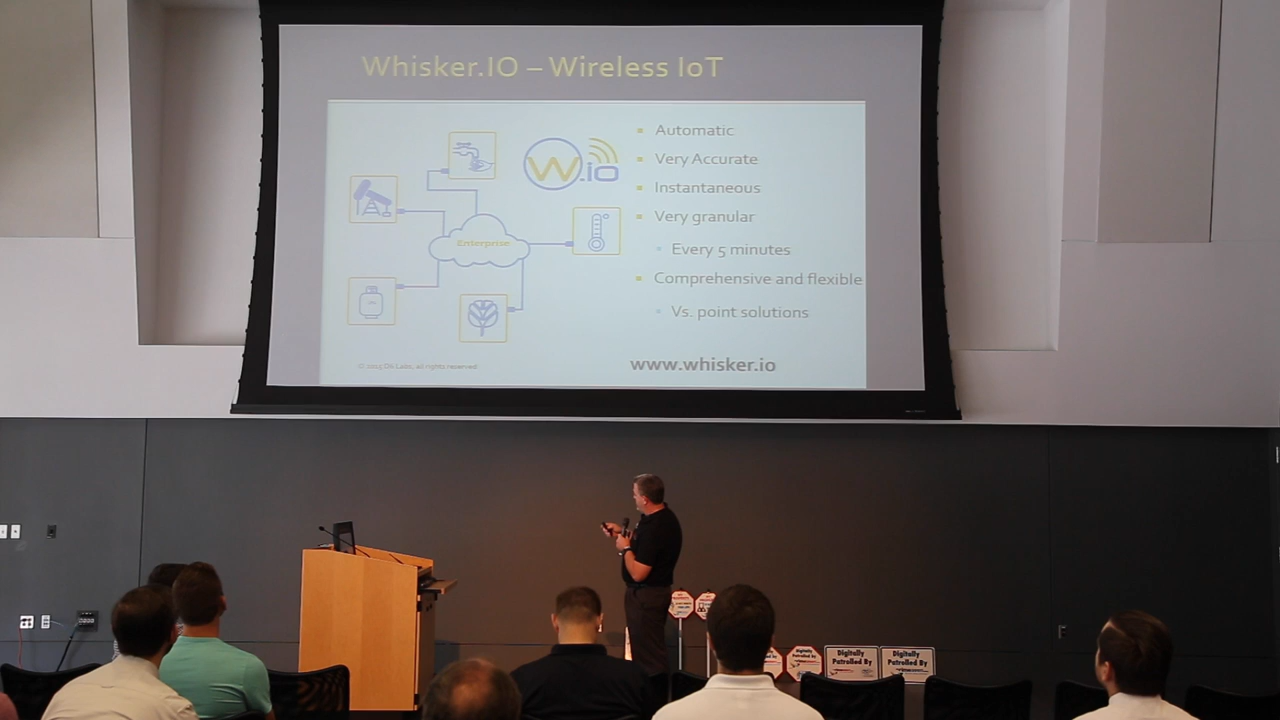 Whisker.IO – Wireless IoT
W.io
Automatic
Very Accurate
Instantaneous
Very granular
Every 5 minutes
Comprehensive and flexible
Vs. point solutions
Enterprise
www.whisker.io
Digitally
Patrolled By
Digitally
Patrolled By